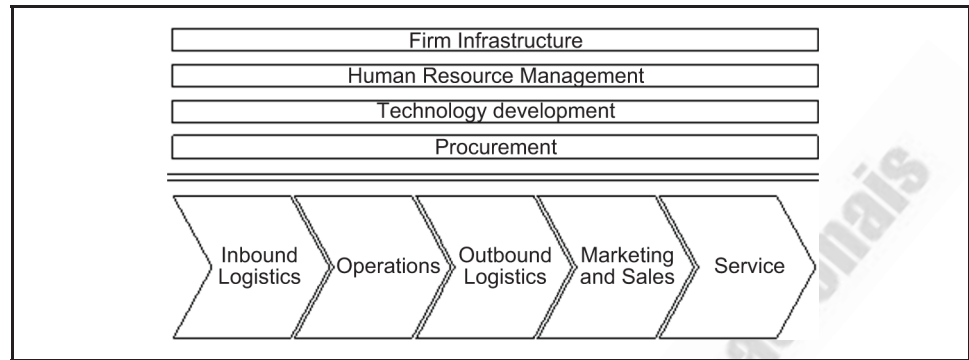 Firm Infrastructure
Human Resource Management
Technology development
Procurement
Inbound
Logistics
Operations
Outbound
Logistics
Marketing
and Sales
Service